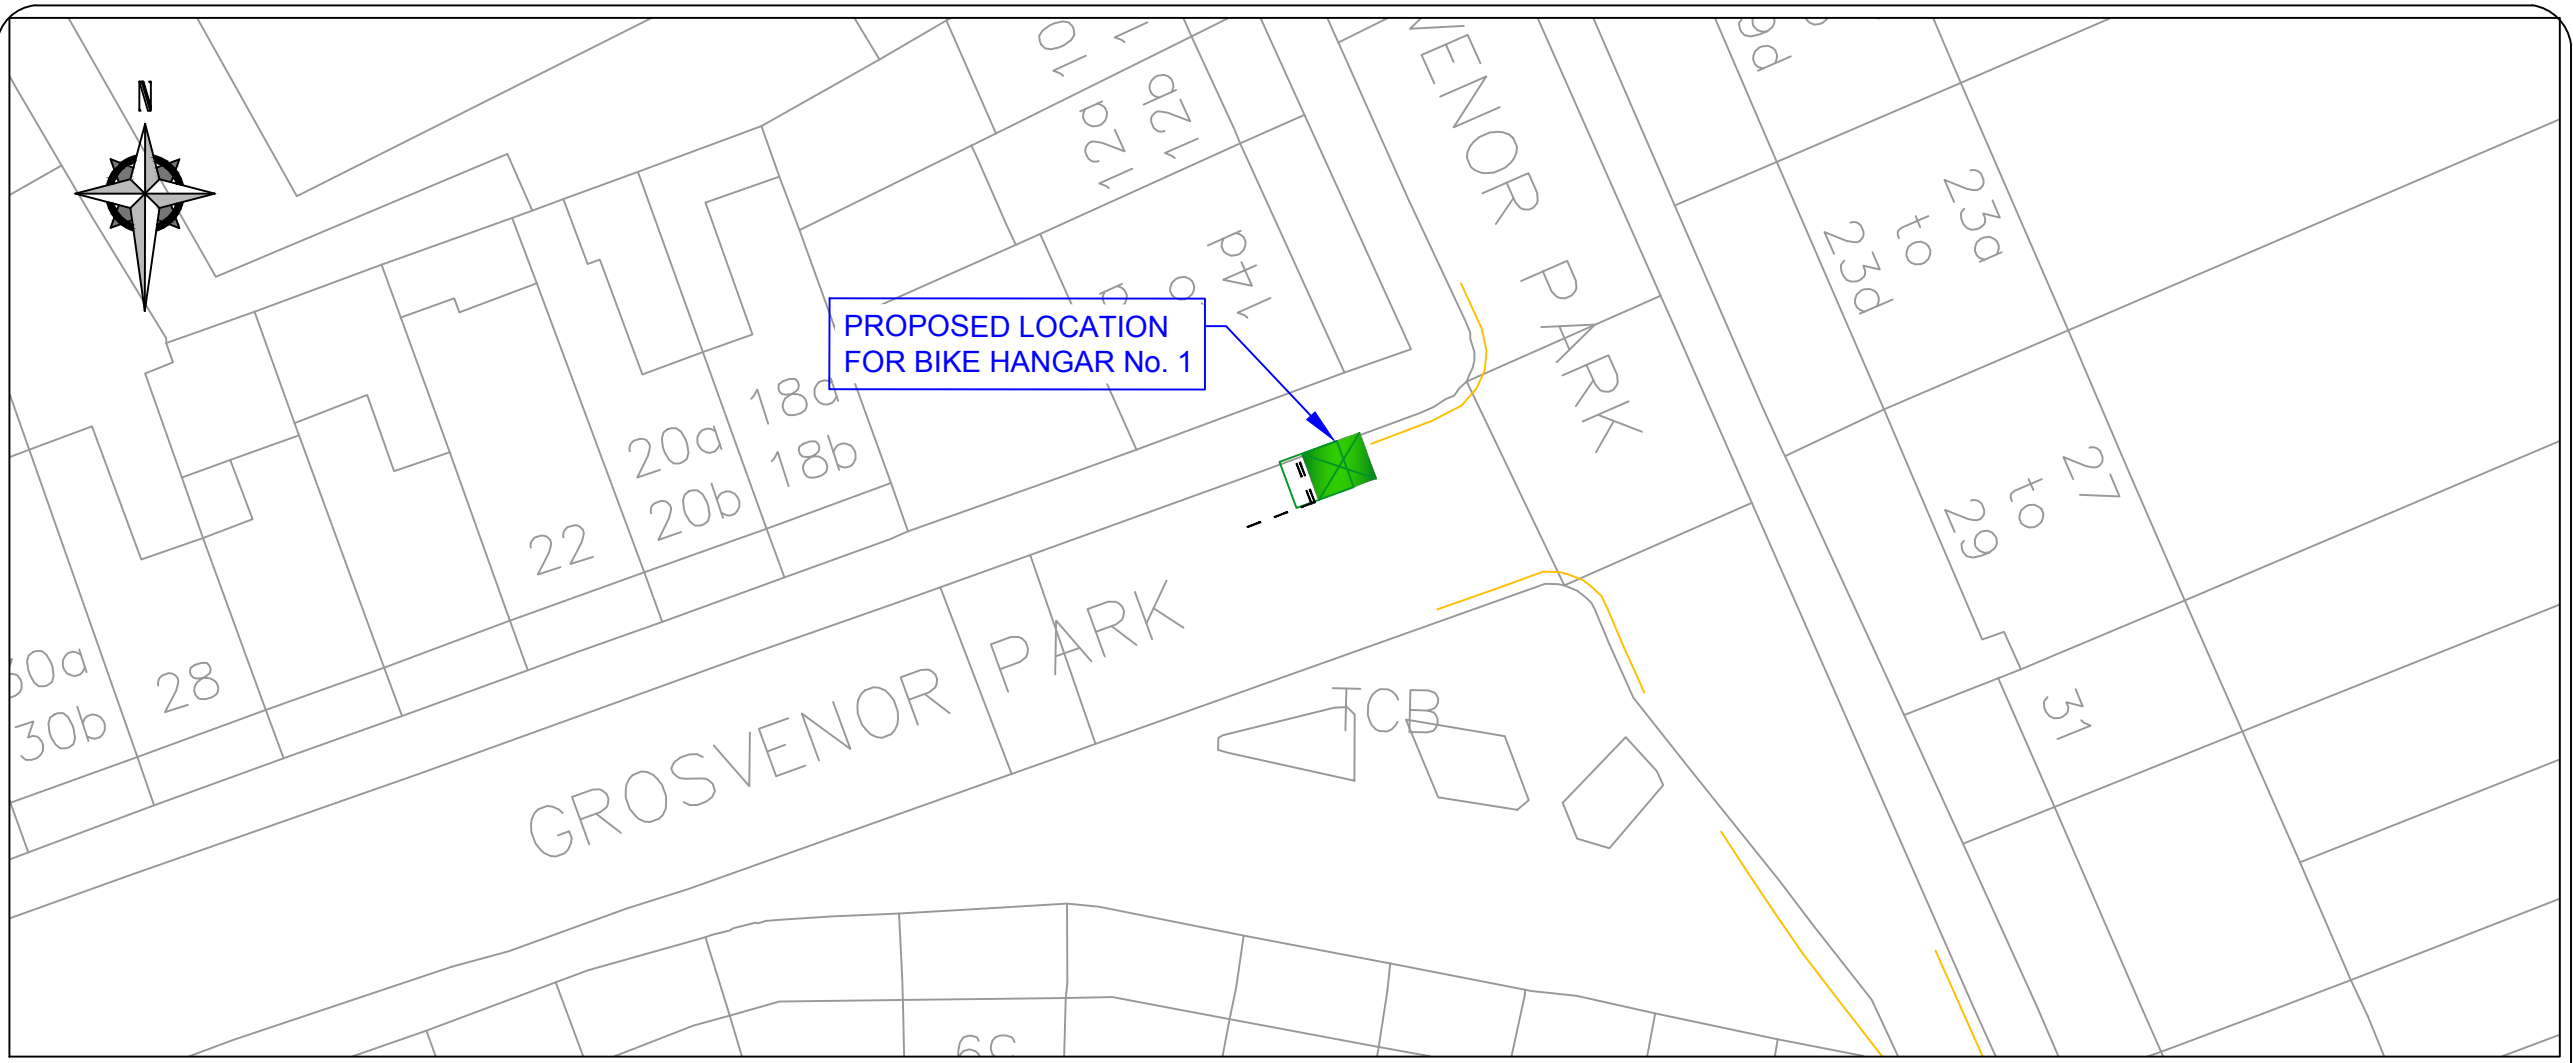 N
12a
12b
VENOR PARK
23a
to
23d
14d
PROPOSED LOCATION
FOR BIKE HANGAR No. 1
18a
18b
20a
20b
22
27
to
29
28
30b
31
GROSVENOR PARK
TCB